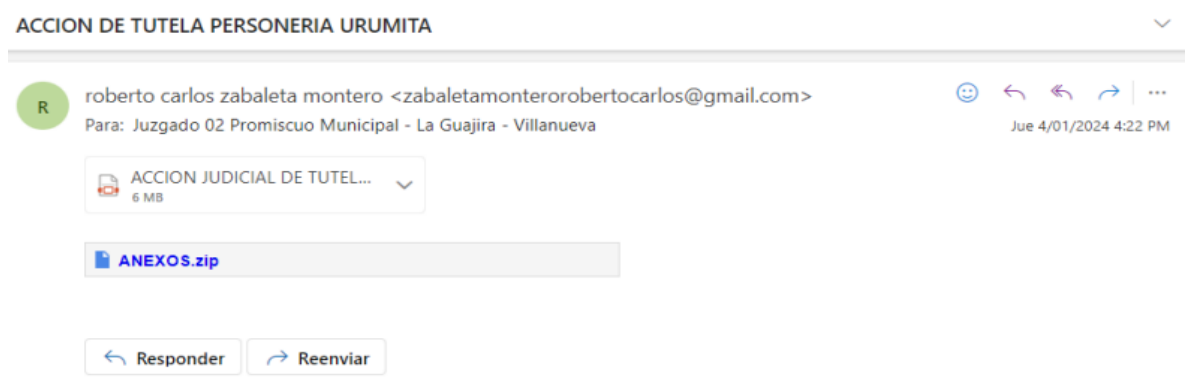 ACCION DE TUTELA PERSONERIA URUMITA
R
roberto carlos zabaleta montero <zabaletamonterorobertocarlos@gmail.com>
Para: Juzgado 02 Promiscuo Municipal - La Guajira - Villanueva
Jue 4/01/2024 4:22 PM
ACCION JUDICIAL DE TUTEL...
6 MB
ANEXOS.zip
Responder
Reenviar